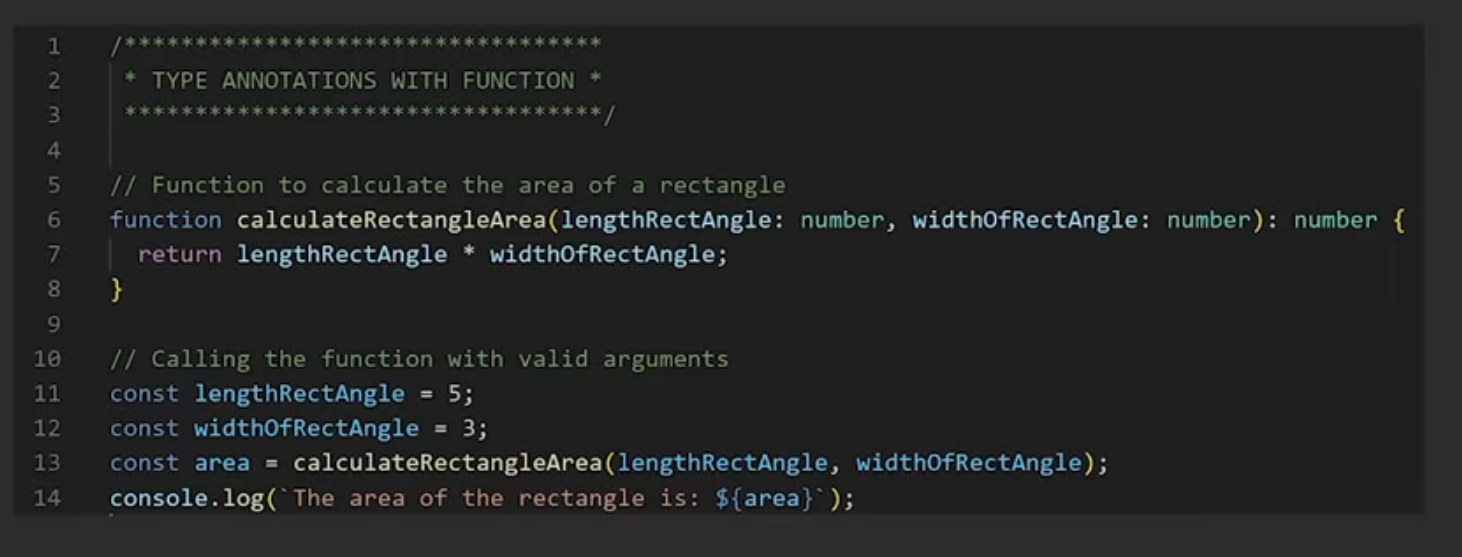 1 /**********************************
2 * TYPE ANNOTATIONS WITH FUNCTION *
3 **********************************/
4
5 // Function to calculate the area of a rectangle
6 function calculateRectangleArea(lengthRectAngle: number, widthOfRectAngle: number): number {
7 return lengthRectAngle * widthOfRectAngle;
8 }
9
10 // Calling the function with valid arguments
11 const lengthRectAngle = 5;
12 const widthOfRectAngle = 3;
13 const area = calculateRectangleArea(lengthRectAngle, widthOfRectAngle);
14 console.log(`The area of the rectangle is: ${area}`);